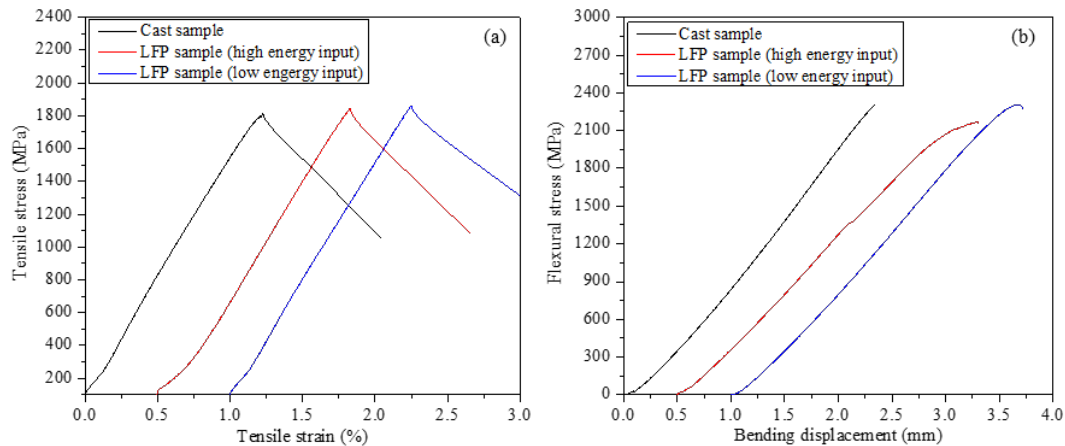 2400
2200
2000
1800
1600
1400
1200
1000
800
600
400
200
Tensile stress (MPa)
Cast sample
LFP sample (high energy input)
LFP sample (low engergy input)
(a)
0.0 0.5 1.0 1.5 2.0 2.5 3.0
Tensile strain (%)
3000
2700
2400
2100
1800
1500
1200
900
600
300
0
Flexural stress (MPa)
Cast sample
LFP sample (high energy input)
LFP sample (low energy input)
(b)
0.0 0.5 1.0 1.5 2.0 2.5 3.0 3.5 4.0
Bending displacement (mm)